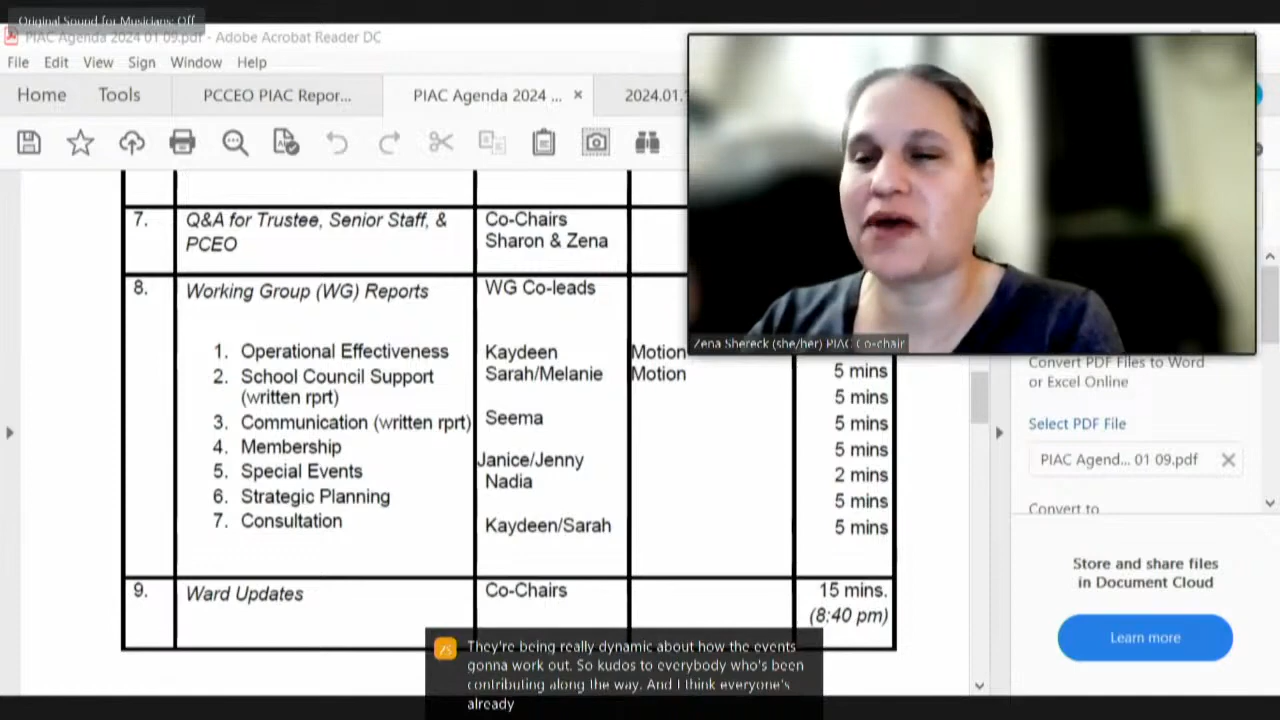 Original Sound for Musicians: Off
PIAC Agenda 2024 01 09.pdf - Adobe Acrobat Reader DC
File Edit View Sign Window Help
Home Tools PCCEO PIAC Repor... PIAC Agenda 2024 ... × 2024.01.
7. Q&A for Trustee, Senior Staff, & Co-Chairs
PCEO Sharon & Zena
8. Working Group (WG) Reports WG Co-leads
1. Operational Effectiveness Kaydeen Motion
2. School Council Support Sarah/Melanie Motion 5 mins
(written rprt) 5 mins
3. Communication (written rprt) Seema 5 mins
4. Membership Janice/Jenny 5 mins
5. Special Events Nadia 2 mins
6. Strategic Planning 5 mins
7. Consultation Kaydeen/Sarah 5 mins
9. Ward Updates Co-Chairs 15 mins.
(8:40 pm)
Zena Shereck (she/her) PIAC Co-chair
Convert PDF Files to Word
or Excel Online
Select PDF File
PIAC Agend... 01 09.pdf
Convert to
Store and share files
in Document Cloud
Learn more
ZS
They're being really dynamic about how the events
gonna work out. So kudos to everybody who's been
contributing along the way. And I think everyone's
already